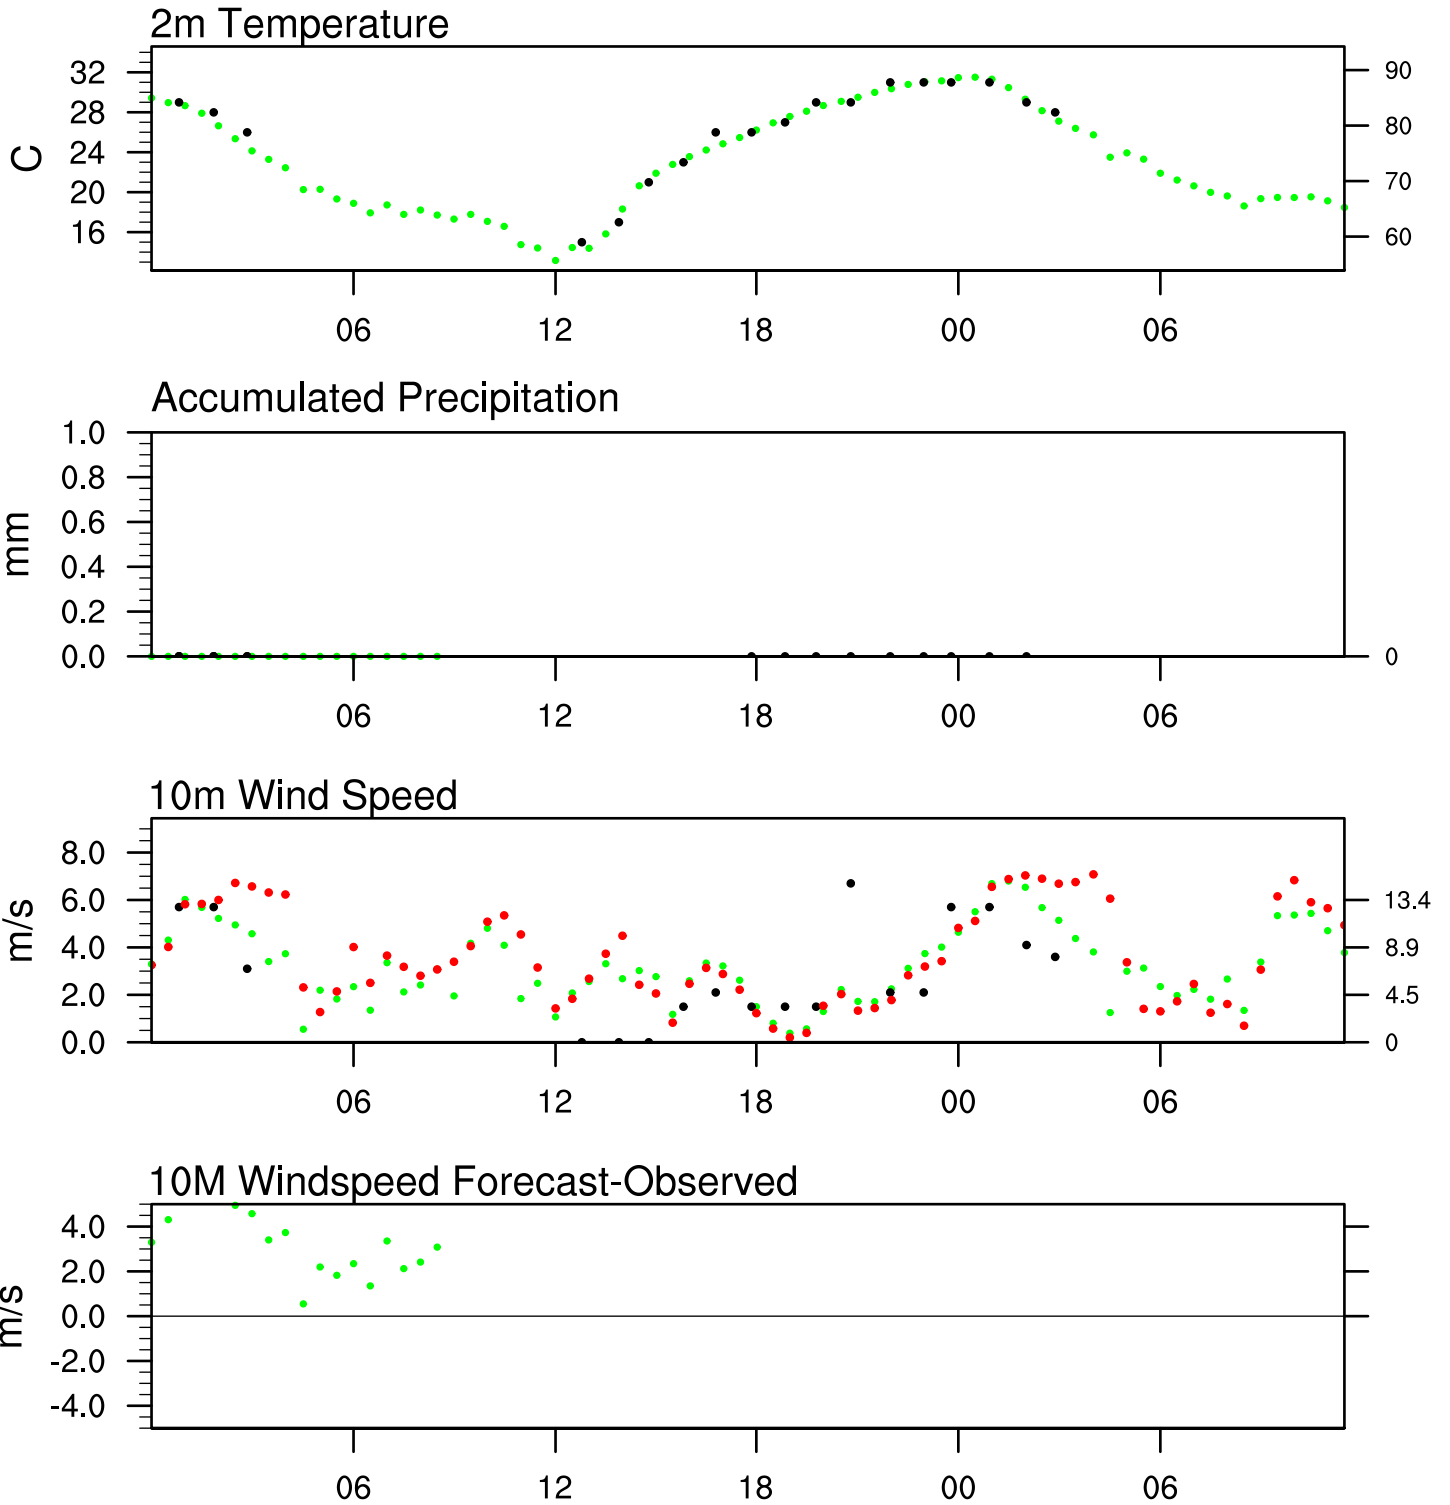 2m Temperature
32
28
24
20
16
C
90
80
70
60
06 12 18 00 06
Accumulated Precipitation
1.0
0.8
0.6
0.4
0.2
0.0
mm
0
06 12 18 00 06
10m Wind Speed
8.0
6.0
4.0
2.0
0.0
m/s
13.4
8.9
4.5
0
06 12 18 00 06
10M Windspeed Forecast-Observed
4.0
2.0
0.0
-2.0
-4.0
m/s
06 12 18 00 06